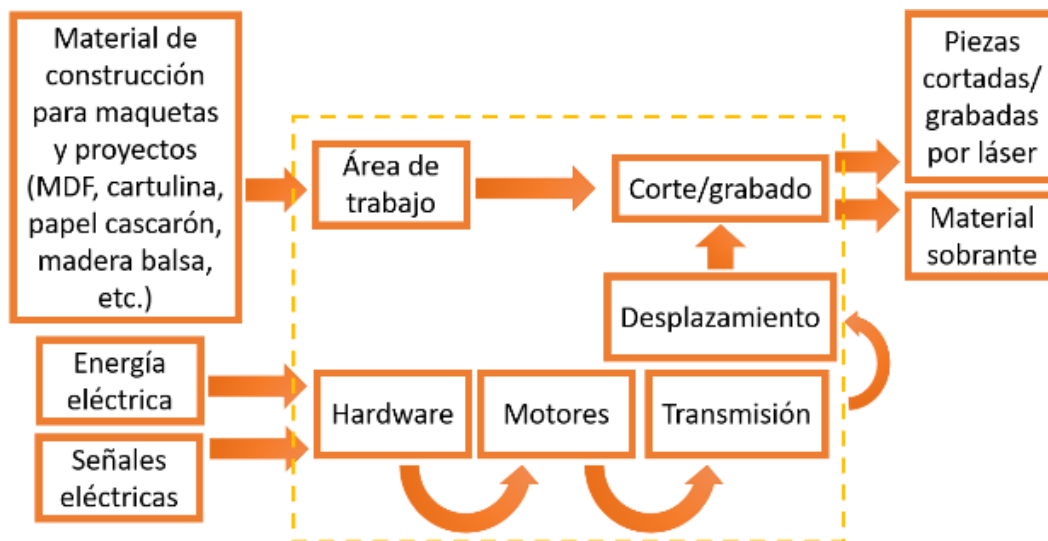 Material de
construcción
para maquetas
y proyectos
(MDF, cartulina,
papel cascarón,
madera balsa,
etc.)
Energía
eléctrica
Señales
eléctricas
Área de
trabajo
Corte/grabado
Desplazamiento
Hardware
Motores
Transmisión
Piezas
cortadas/
grabadas
por láser
Material
sobrante